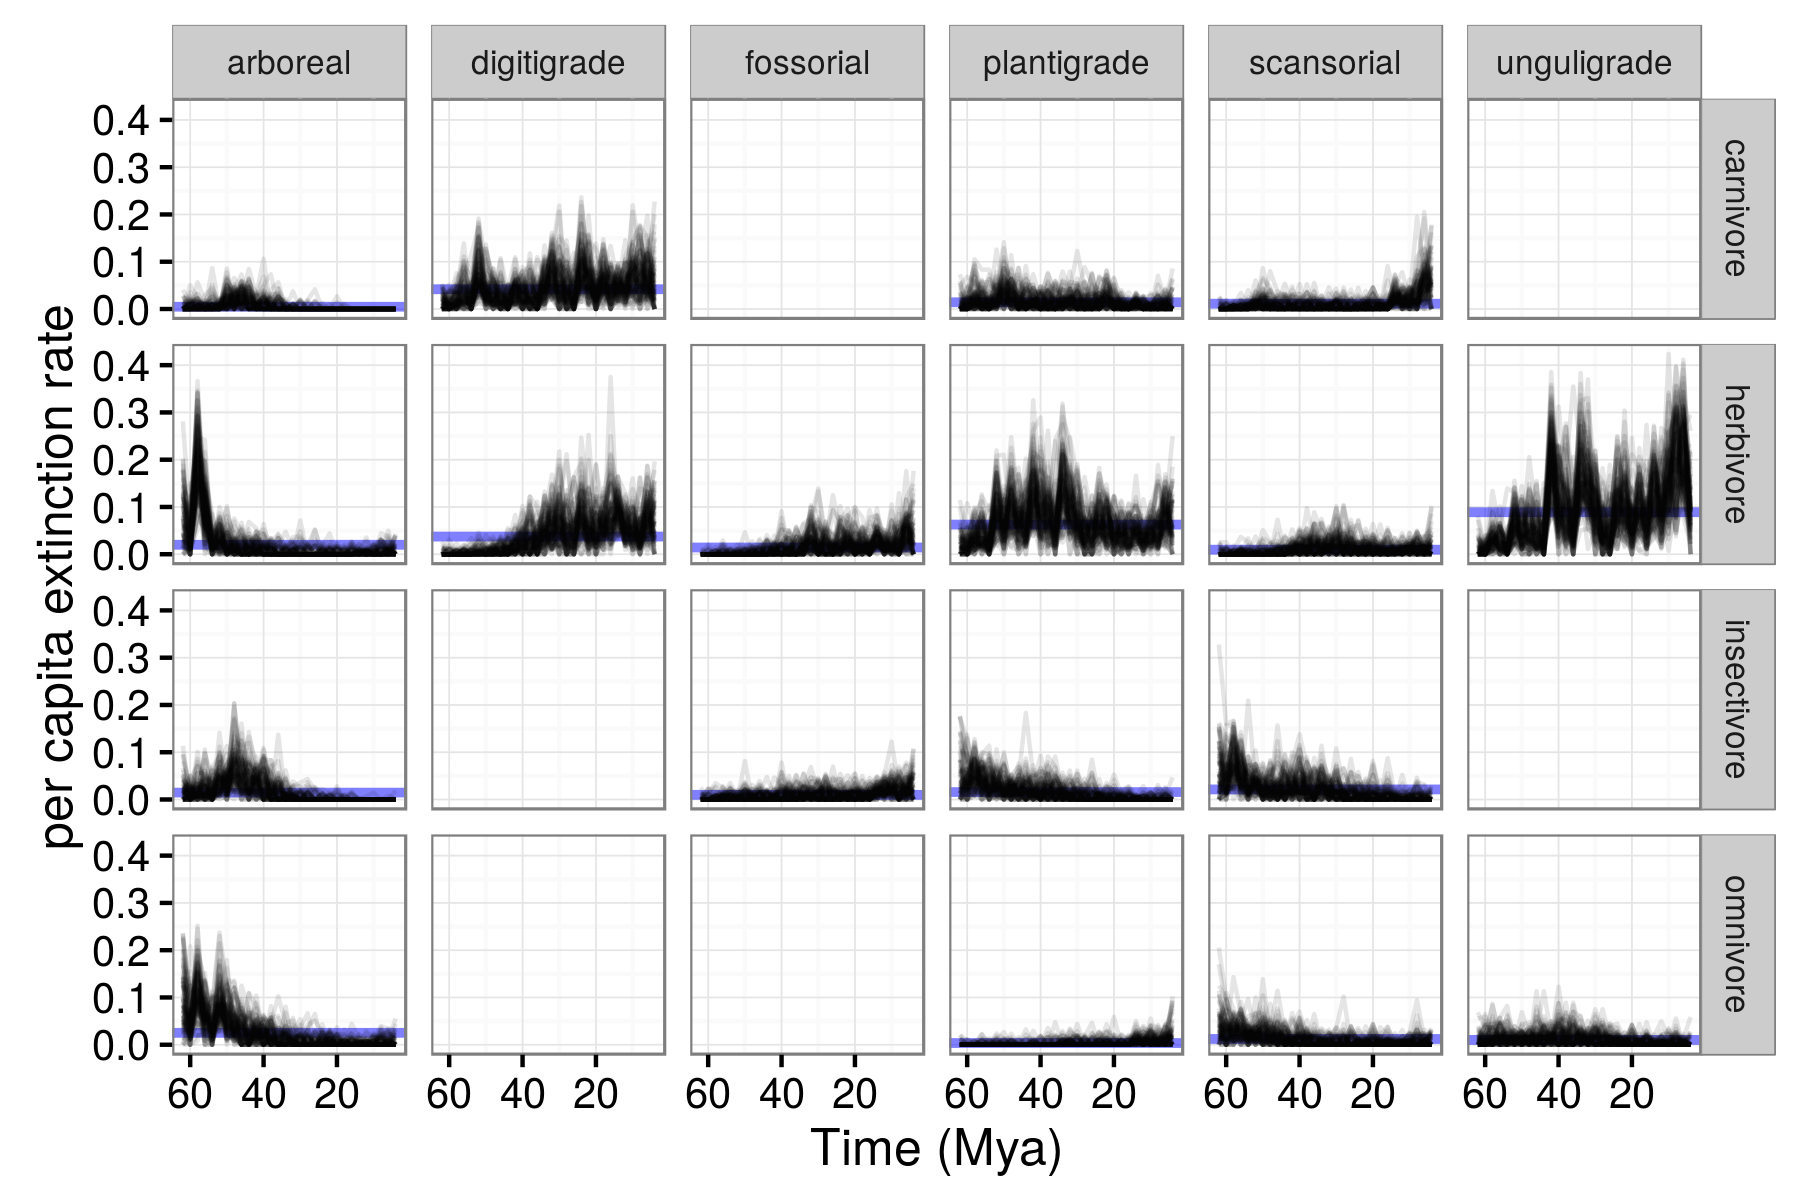 arboreal digitigrade fossorial plantigrade scansorial unguligrade
per capita extinction rate
0.4
0.3
0.2
0.1
0.0
carnivore
0.4
0.3
0.2
0.1
0.0
herbivore
0.4
0.3
0.2
0.1
0.0
insectivore
0.4
0.3
0.2
0.1
0.0
omnivore
60 40 20 60 40 20 60 40 20 60 40 20 60 40 20 60 40 20
Time (Mya)